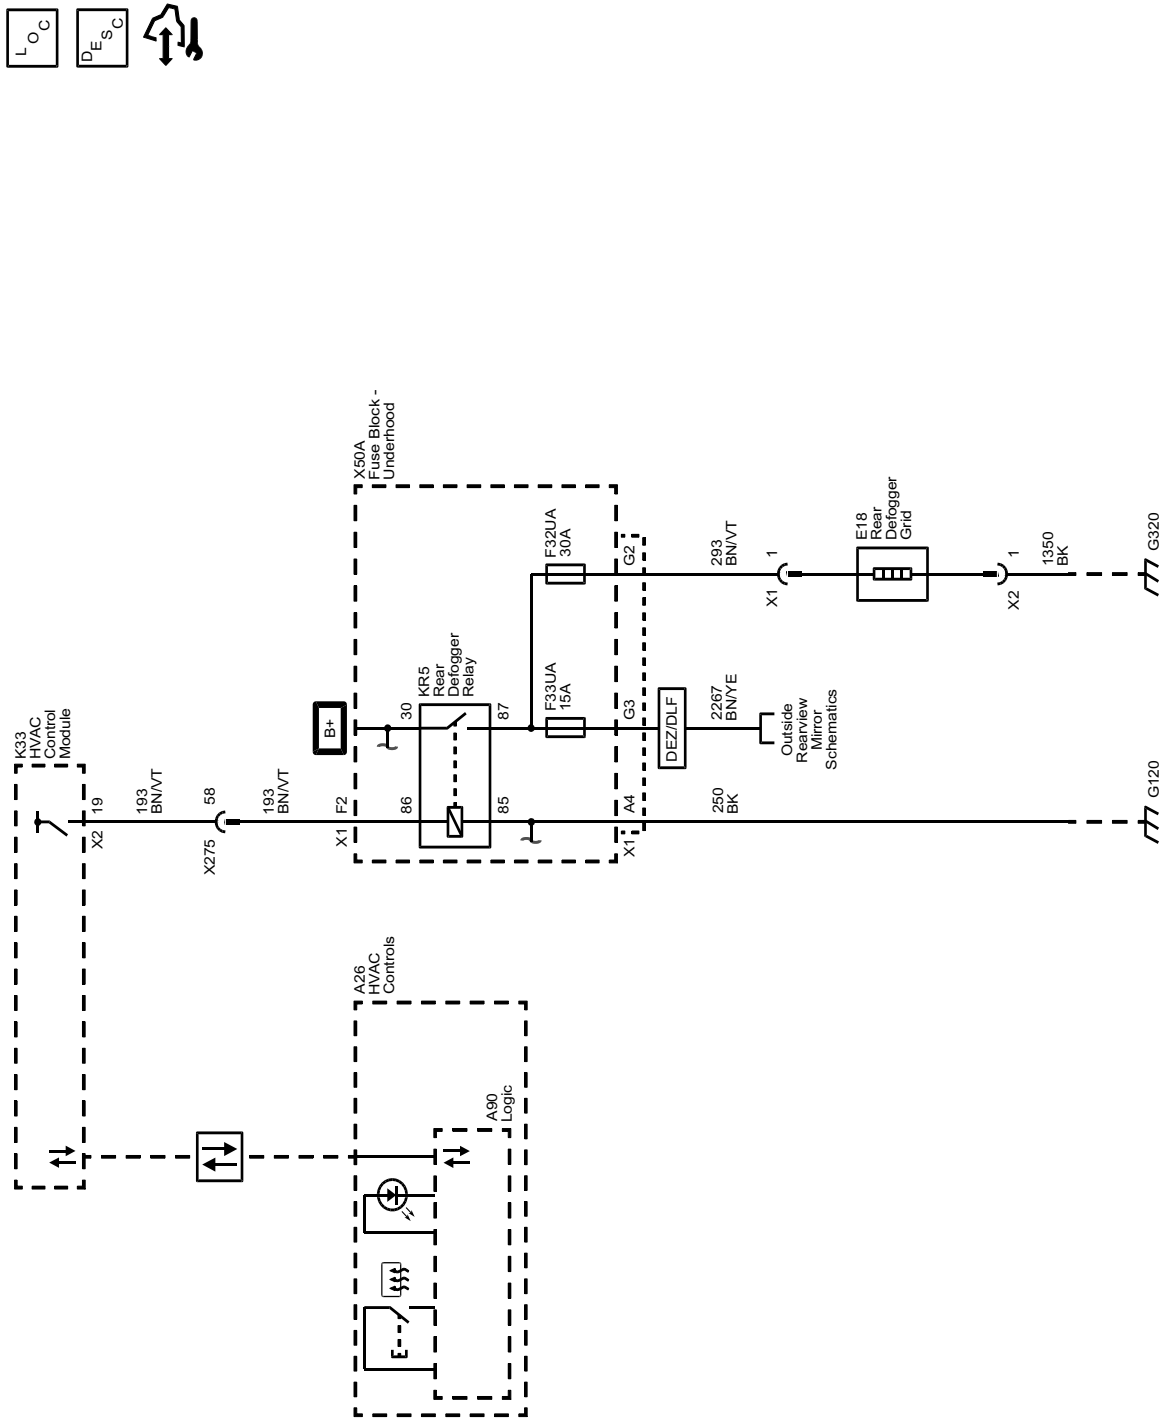 LOC
DESC
K33
HVAC
Control
Module
X2 19
193
BN/VT
X275 58
193
BN/VT
X1 F2
B+
X50A
Fuse Block -
Underhood
86
30
KR5
Rear
Defogger
Relay
85
87
F33UA
15A
F32UA
30A
X1 A4
G3
G2
250
BK
DEZ/DLF
2267
BN/YE
Outside
Rearview
Mirror
Schematics
293
BN/VT
X1 1
E18
Rear
Defogger
Grid
X2 1
1350
BK
G120
G320
A26
HVAC
Controls
A90
Logic